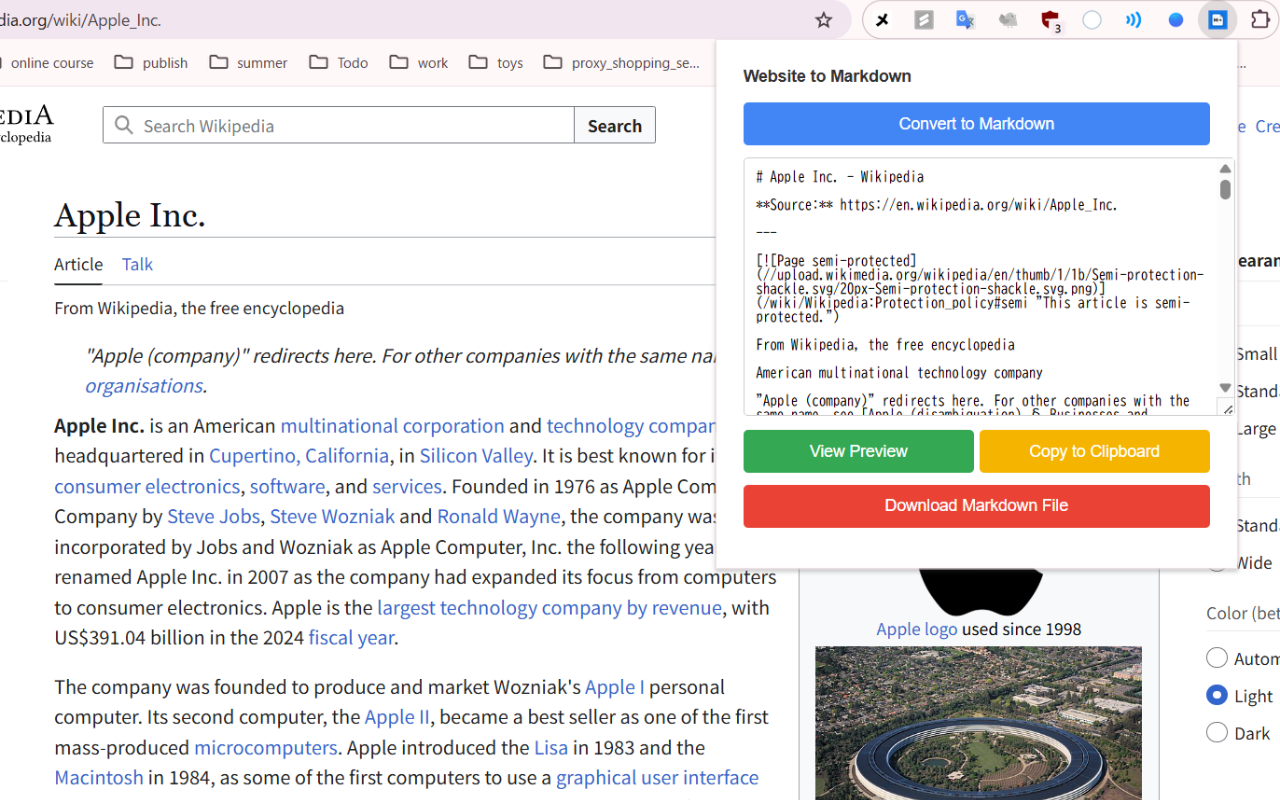 dia.org/wiki/Apple_Inc.
3
online course publish summer Todo work toys proxy_shopping_se...
Website to Markdown
Convert to Markdown
# Apple Inc. - Wikipedia
**Source:** https://en.wikipedia.org/wiki/Apple_Inc.
---
[![Page semi-protected]
(//upload.wikimedia.org/wikipedia/en/thumb/1/1b/Semi-protection-
shackle.svg/20px-Semi-protection-shackle.svg.png)]
(/wiki/Wikipedia:Protection_policy#semi "This article is semi-
protected.")
From Wikipedia, the free encyclopedia
American multinational technology company
"Apple (company)" redirects here. For other companies with the
same name, see [Apple (disambiguation) § Businesses and
View Preview
Copy to Clipboard
Download Markdown File
EDIA
clopedia
Search Wikipedia
Search
e Cre
Apple Inc.
Article Talk
From Wikipedia, the free encyclopedia
"Apple (company)" redirects here. For other companies with the same nar
organisations.
Apple Inc. is an American multinational corporation and technology compar
headquartered in Cupertino, California, in Silicon Valley. It is best known for i
consumer electronics, software, and services. Founded in 1976 as Apple Com
Company by Steve Jobs, Steve Wozniak and Ronald Wayne, the company was
incorporated by Jobs and Wozniak as Apple Computer, Inc. the following yea
renamed Apple Inc. in 2007 as the company had expanded its focus from computers
to consumer electronics. Apple is the largest technology company by revenue, with
US$391.04 billion in the 2024 fiscal year.
The company was founded to produce and market Wozniak's Apple I personal
computer. Its second computer, the Apple II, became a best seller as one of the first
mass-produced microcomputers. Apple introduced the Lisa in 1983 and the
Macintosh in 1984, as some of the first computers to use a graphical user interface
Apple logo used since 1998
earan
Small
Standa
Large
th
Standa
Wide
Color (bet
Autom
Light
Dark